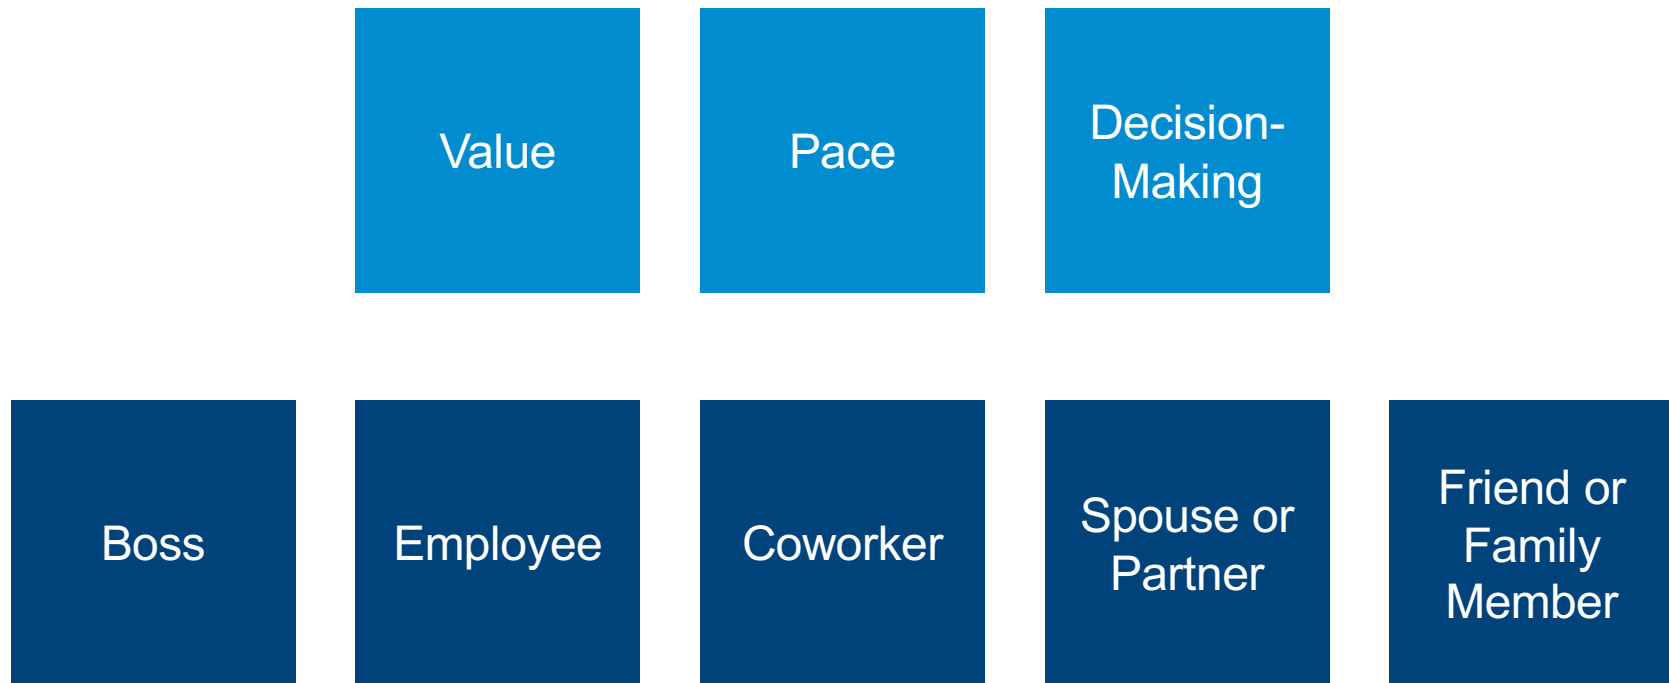 Value
Pace
Decision-
Making
Boss
Employee
Coworker
Spouse or
Partner
Friend or
Family
Member